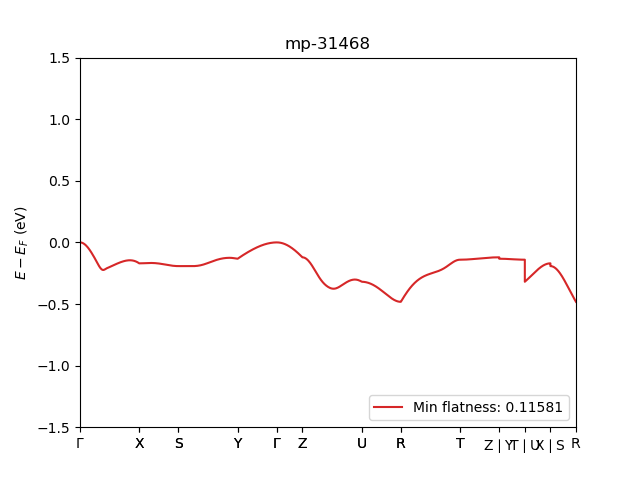 mp-31468
1.5
1.0
0.5
0.0
−0.5
−1.0
−1.5
E − E_F (eV)
Min flatness: 0.11581
Γ X S Y Γ Z U R T Z | Y T | U X | S R